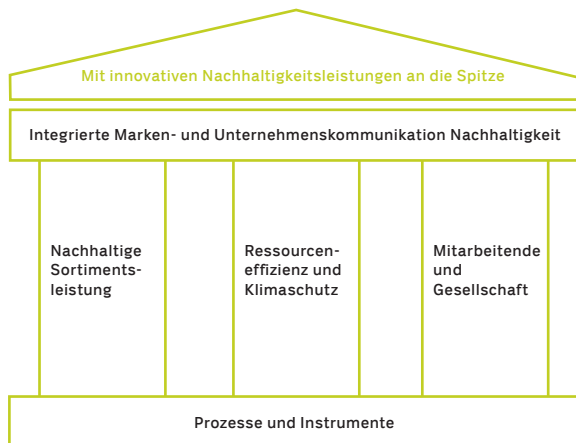 Mit innovativen Nachhaltigkeitsleistungen an die Spitze
Integrierte Marken- und Unternehmenskommunikation Nachhaltigkeit
Nachhaltige
Sortiments-
leistung
Ressourcen-
effizienz und
Klimaschutz
Mitarbeitende
und
Gesellschaft
Prozesse und Instrumente